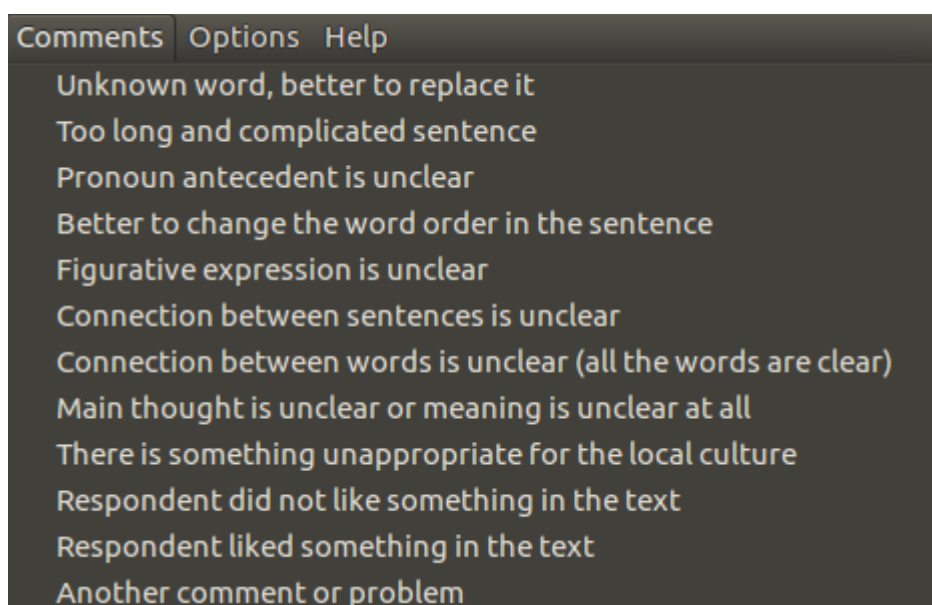 Comments Options Help
Unknown word, better to replace it
Too long and complicated sentence
Pronoun antecedent is unclear
Better to change the word order in the sentence
Figurative expression is unclear
Connection between sentences is unclear
Connection between words is unclear (all the words are clear)
Main thought is unclear or meaning is unclear at all
There is something unappropriate for the local culture
Respondent did not like something in the text
Respondent liked something in the text
Another comment or problem